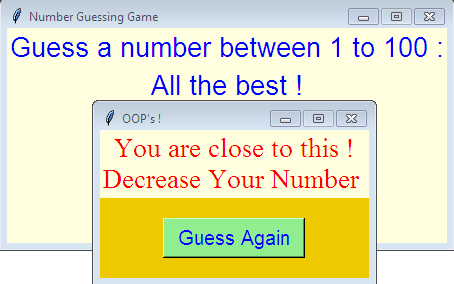 Number Guessing Game
Guess a number between 1 to 100 :
All the best !
OOP's !
You are close to this !
Decrease Your Number
Guess Again